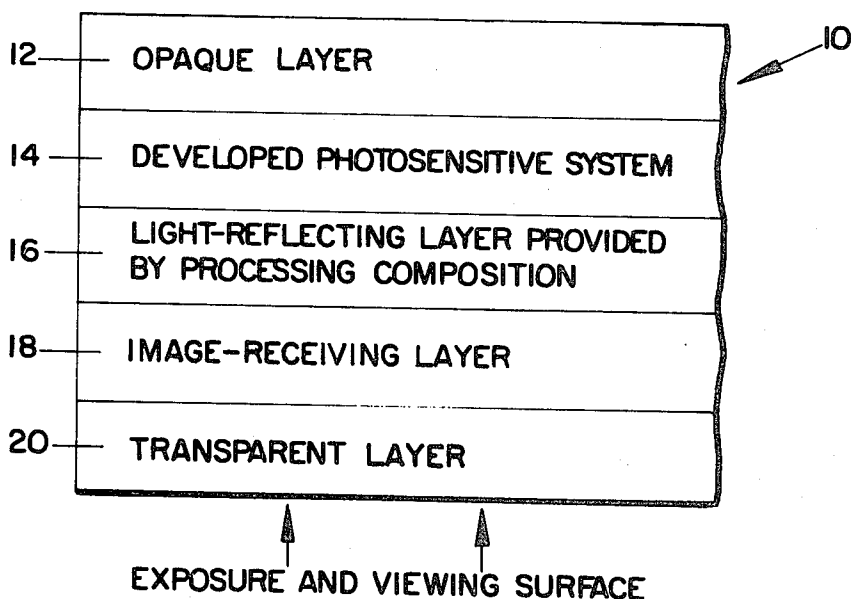 10
12 OPAQUE LAYER
14 DEVELOPED PHOTOSENSITIVE SYSTEM
16 LIGHT-REFLECTING LAYER PROVIDED
BY PROCESSING COMPOSITION
18 IMAGE-RECEIVING LAYER
20 TRANSPARENT LAYER
EXPOSURE AND VIEWING SURFACE